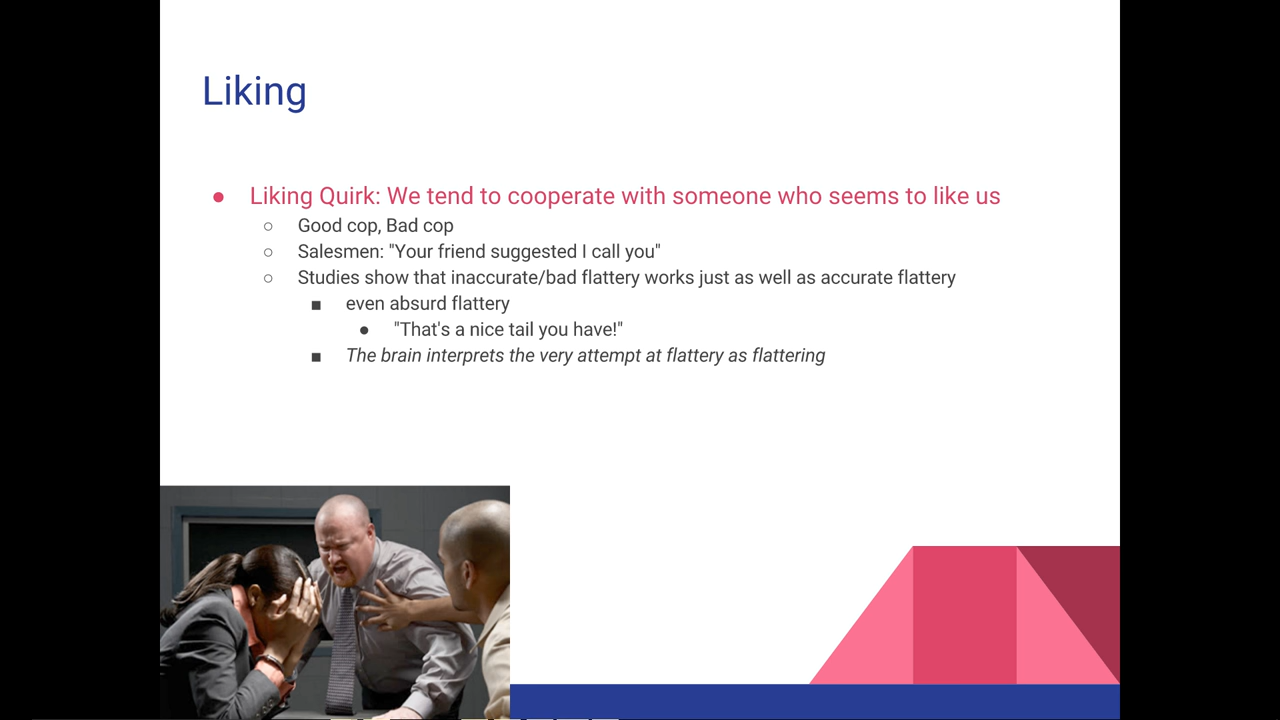 Liking
● Liking Quirk: We tend to cooperate with someone who seems to like us
○ Good cop, Bad cop
○ Salesmen: "Your friend suggested I call you"
○ Studies show that inaccurate/bad flattery works just as well as accurate flattery
■ even absurd flattery
● "That's a nice tail you have!"
■ The brain interprets the very attempt at flattery as flattering